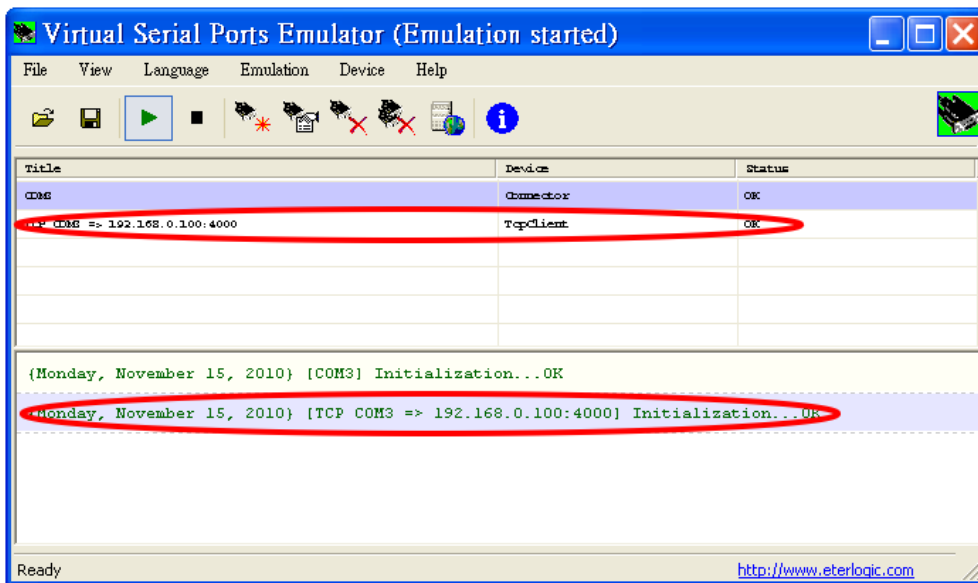 Virtual Serial Ports Emulator (Emulation started)
File View Language Emulation Device Help
Title Device Status
COM3 Connector OK
TCP COM3 => 192.168.0.100:4000 TcpClient OK
{Monday, November 15, 2010} [COM3] Initialization...OK
{Monday, November 15, 2010} [TCP COM3 => 192.168.0.100:4000] Initialization...OK
Ready http://www.eterlogic.com